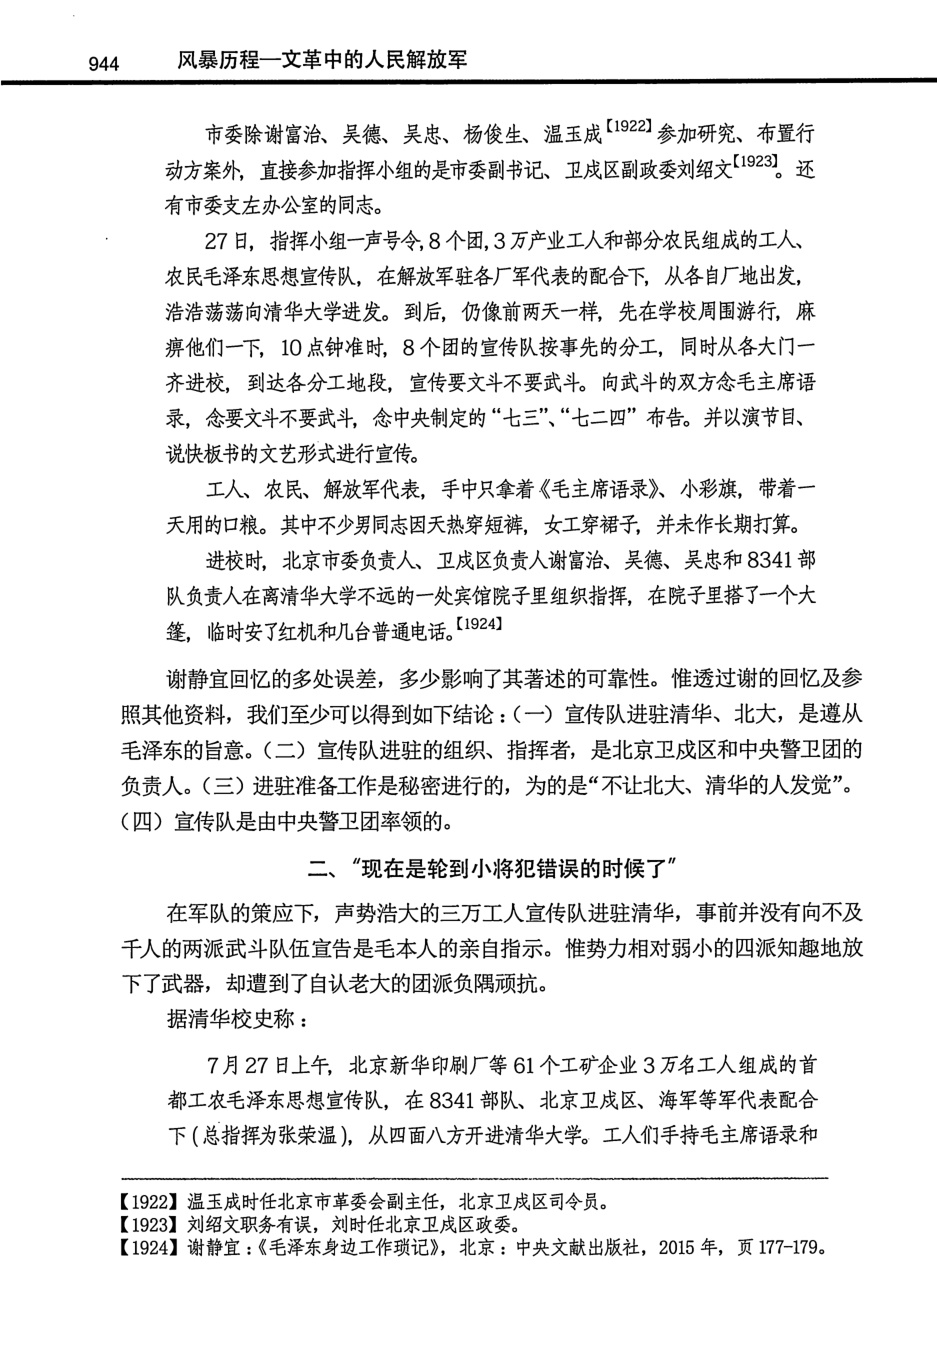 944 风暴历程—文革中的人民解放军
市委除谢富治、吴德、吴忠、杨俊生、温玉成【1922】参加研究、布置行
动方案外，直接参加指挥小组的是市委副书记、卫戍区副政委刘绍文【1923】。还
有市委支左办公室的同志。
27日，指挥小组一声号令，8个团，3万产业工人和部分农民组成的工人、
农民毛泽东思想宣传队，在解放军驻各厂军代表的配合下，从各自厂地出发，
浩浩荡荡向清华大学进发。到后，仍像前两天一样，先在学校周围游行，麻
痹他们一下，10点钟准时，8个团的宣传队按事先的分工，同时从各大门一
齐进校，到达各分工地段，宣传要文斗不要武斗。向武斗的双方念毛主席语
录，念要文斗不要武斗，念中央制定的“七三”、“七二四”布告。并以演节目、
说快板书的文艺形式进行宣传。
工人、农民、解放军代表，手中只拿着《毛主席语录》、小彩旗，带着一
天用的口粮。其中不少男同志因天热穿短裤，女工穿裙子，并未作长期打算。
进校时，北京市委负责人、卫戍区负责人谢富治、吴德、吴忠和8341部
队负责人在离清华大学不远的一处宾馆院子里组织指挥，在院子里搭了一个大
篷，临时安了红机和几台普通电话。【1924】
谢静宜回忆的多处误差，多少影响了其著述的可靠性。惟透过谢的回忆及参
照其他资料，我们至少可以得到如下结论：（一）宣传队进驻清华、北大，是遵从
毛泽东的旨意。（二）宣传队进驻的组织、指挥者，是北京卫戍区和中央警卫团的
负责人。（三）进驻准备工作是秘密进行的，为的是“不让北大、清华的人发觉”。
（四）宣传队是由中央警卫团率领的。
二、“现在是轮到小将犯错误的时候了”
在军队的策应下，声势浩大的三万工人宣传队进驻清华，事前并没有向不及
千人的两派武斗队伍宣告是毛本人的亲自指示。惟势力相对弱小的四派知趣地放
下了武器，却遭到了自认老大的团派负隅顽抗。
据清华校史称：
7月27日上午，北京新华印刷厂等61个工矿企业3万名工人组成的首
都工农毛泽东思想宣传队，在8341部队、北京卫戍区、海军等军代表配合
下（总指挥为张荣温），从四面八方开进清华大学。工人们手持毛主席语录和
【1922】温玉成时任北京市革委会副主任，北京卫戍区司令员。
【1923】刘绍文职务有误，刘时任北京卫戍区政委。
【1924】谢静宜：《毛泽东身边工作琐记》，北京：中央文献出版社，2015年，页177-179。